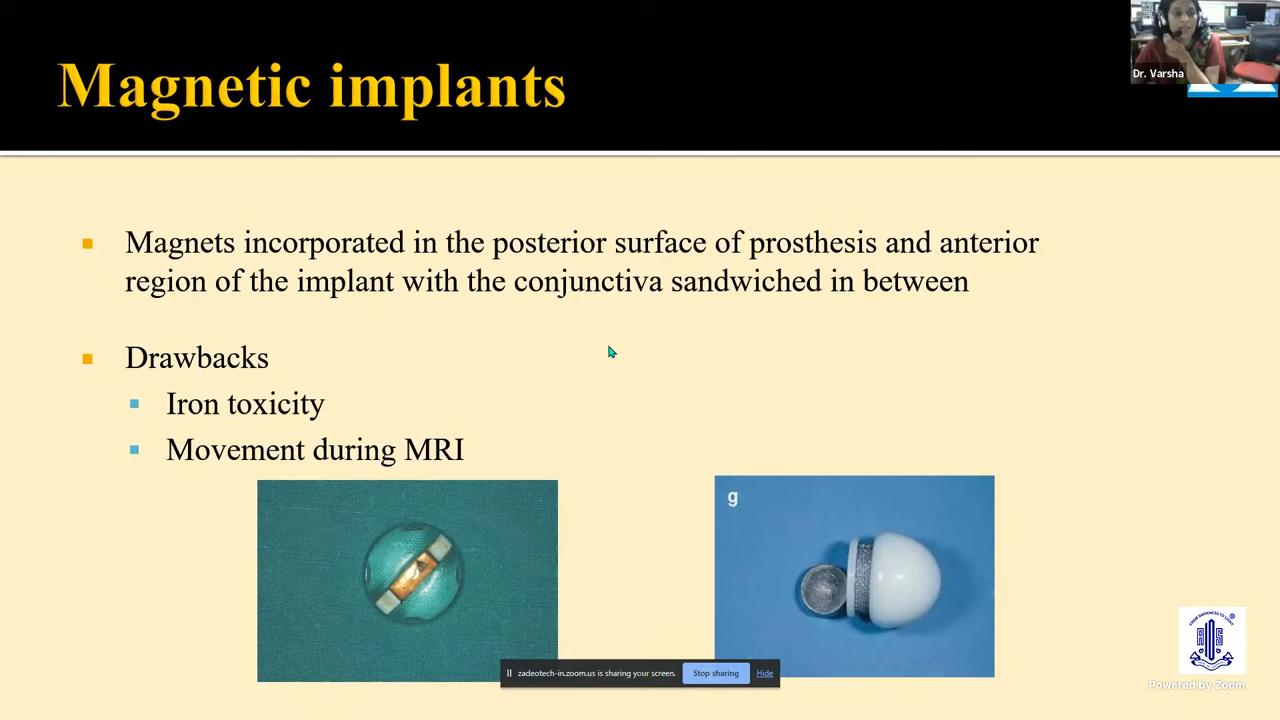 Magnetic implants
Dr. Varsha
Magnets incorporated in the posterior surface of prosthesis and anterior
region of the implant with the conjunctiva sandwiched in between
Drawbacks
Iron toxicity
Movement during MRI
g
zadeotech-in.zoom.us is sharing your screen.
Stop sharing
Hide
Powered by Zoom